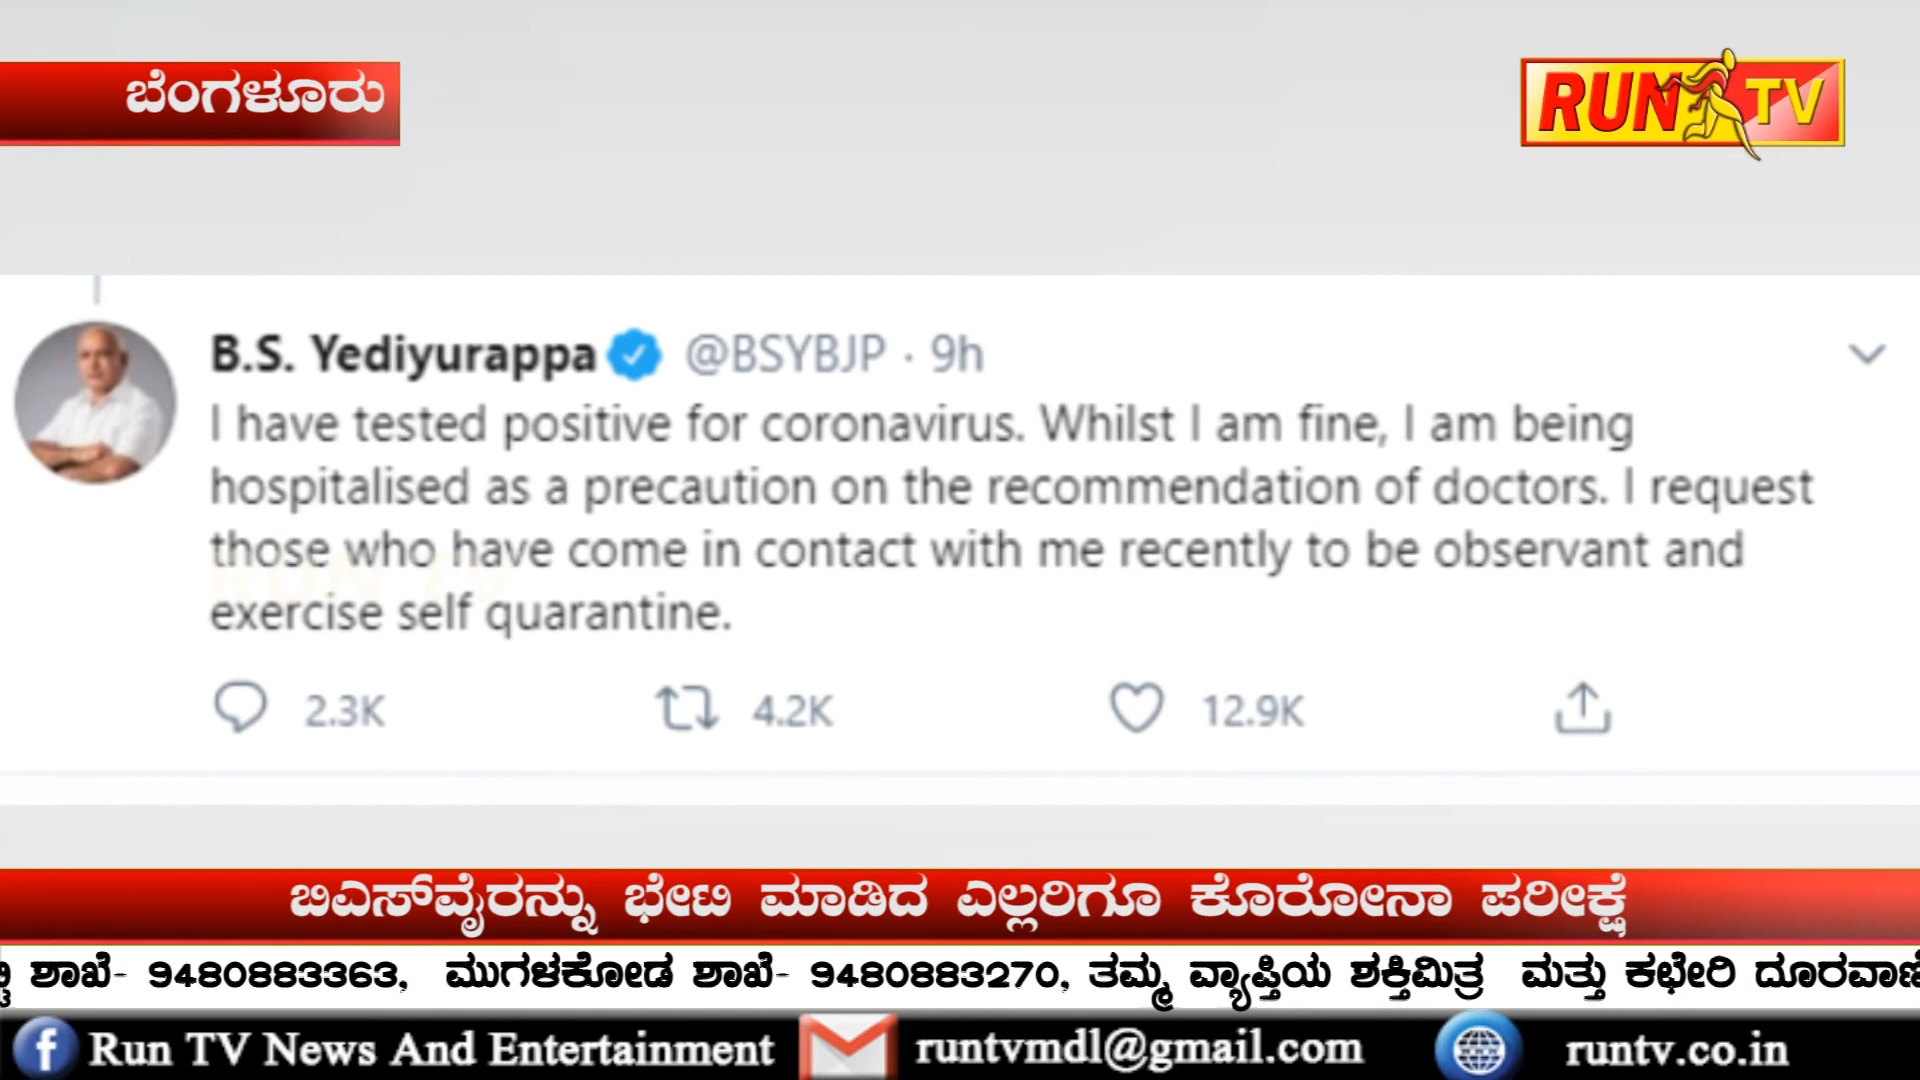 ಬೆಂಗಳೂರು
RUN TV
B.S. Yediyurappa @BSYBJP · 9h
I have tested positive for coronavirus. Whilst I am fine, I am being
hospitalised as a precaution on the recommendation of doctors. I request
those who have come in contact with me recently to be observant and
exercise self quarantine.
2.3K 4.2K 12.9K
ಬಿಎಸ್‌ವೈರನ್ನು ಭೇಟಿ ಮಾಡಿದ ಎಲ್ಲರಿಗೂ ಕೊರೋನಾ ಪರೀಕ್ಷೆ
ಶಾಖೆ- 9480883363, ಮುಗಳಕೋಡ ಶಾಖೆ- 9480883270, ತಮ್ಮ ವ್ಯಾಪ್ತಿಯ ಶಕ್ತಿಮಿತ್ರ ಮತ್ತು ಕಛೇರಿ ದೂರವಾಣಿ
Run TV News And Entertainment runtvmdl@gmail.com runtv.co.in